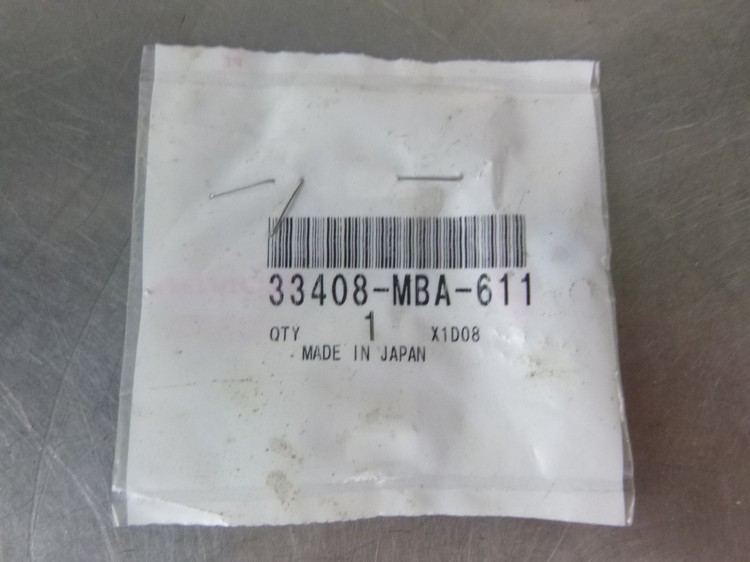 33408-MBA-611
QTY 1 X1D08
MADE IN JAPAN